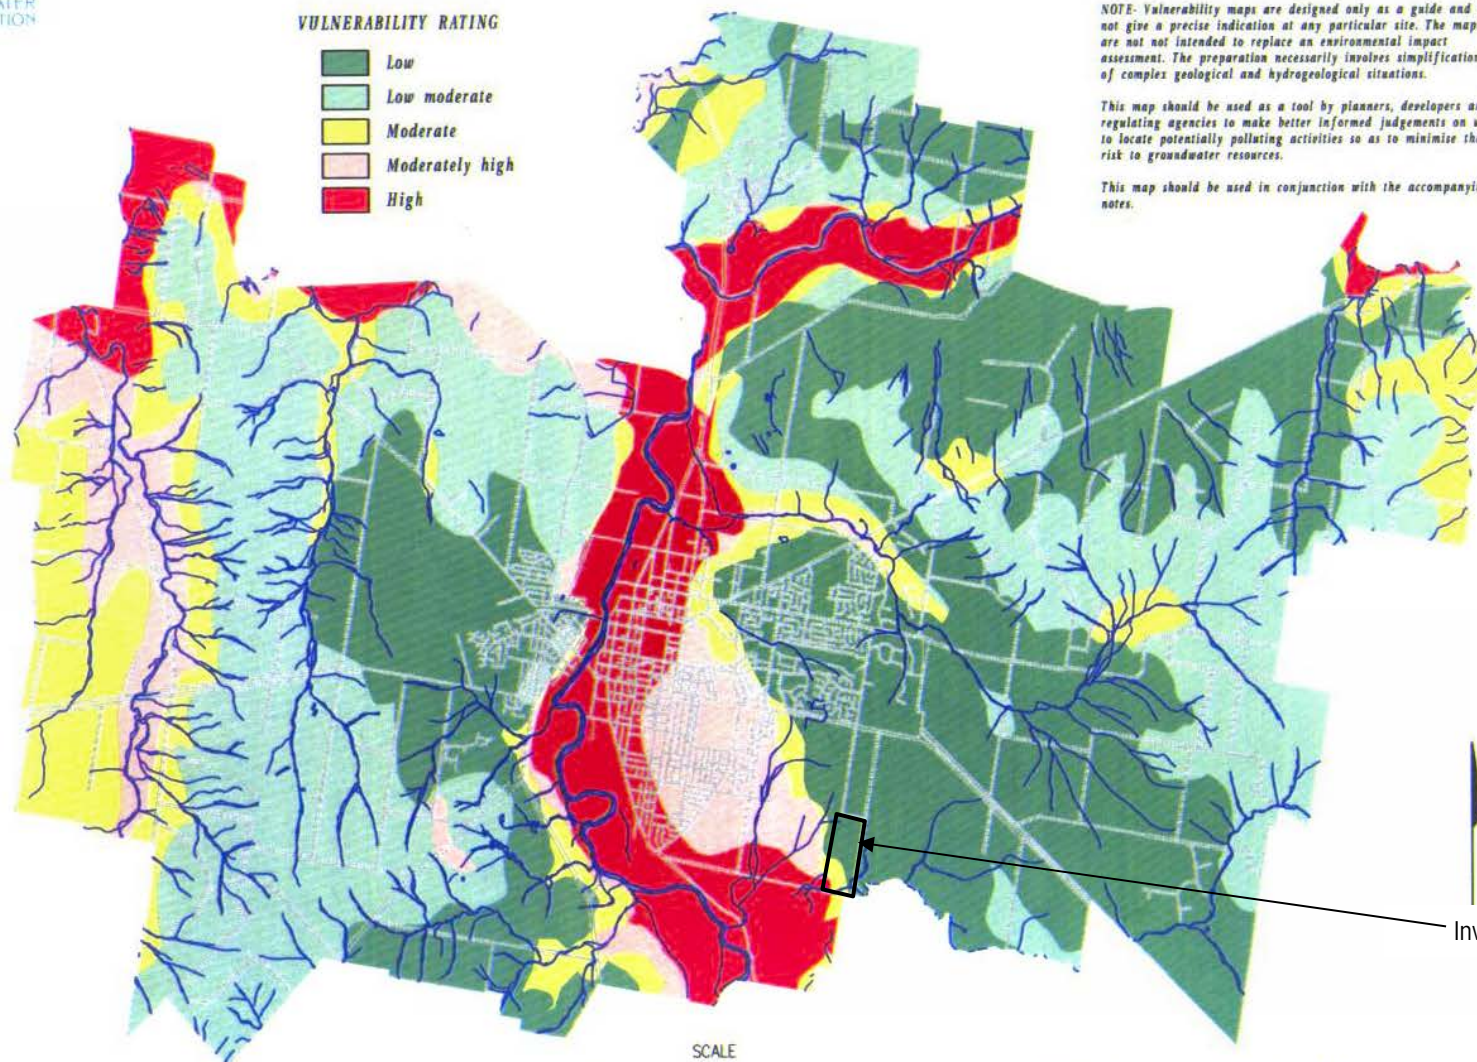 VULNERABILITY RATING
Low
Low moderate
Moderate
Moderately high
High
NOTE- Vulnerability maps are designed only as a guide and
not give a precise indication at any particular site. The map
are not not intended to replace an environmental impact
assessment. The preparation necessarily involves simplification
of complex geological and hydrogeological situations.
This map should be used as a tool by planners, developers a
regulating agencies to make better informed judgements on
to locate potentially polluting activities so as to minimise th
risk to groundwater resources.
This map should be used in conjunction with the accompanyi
notes.
Inv
SCALE